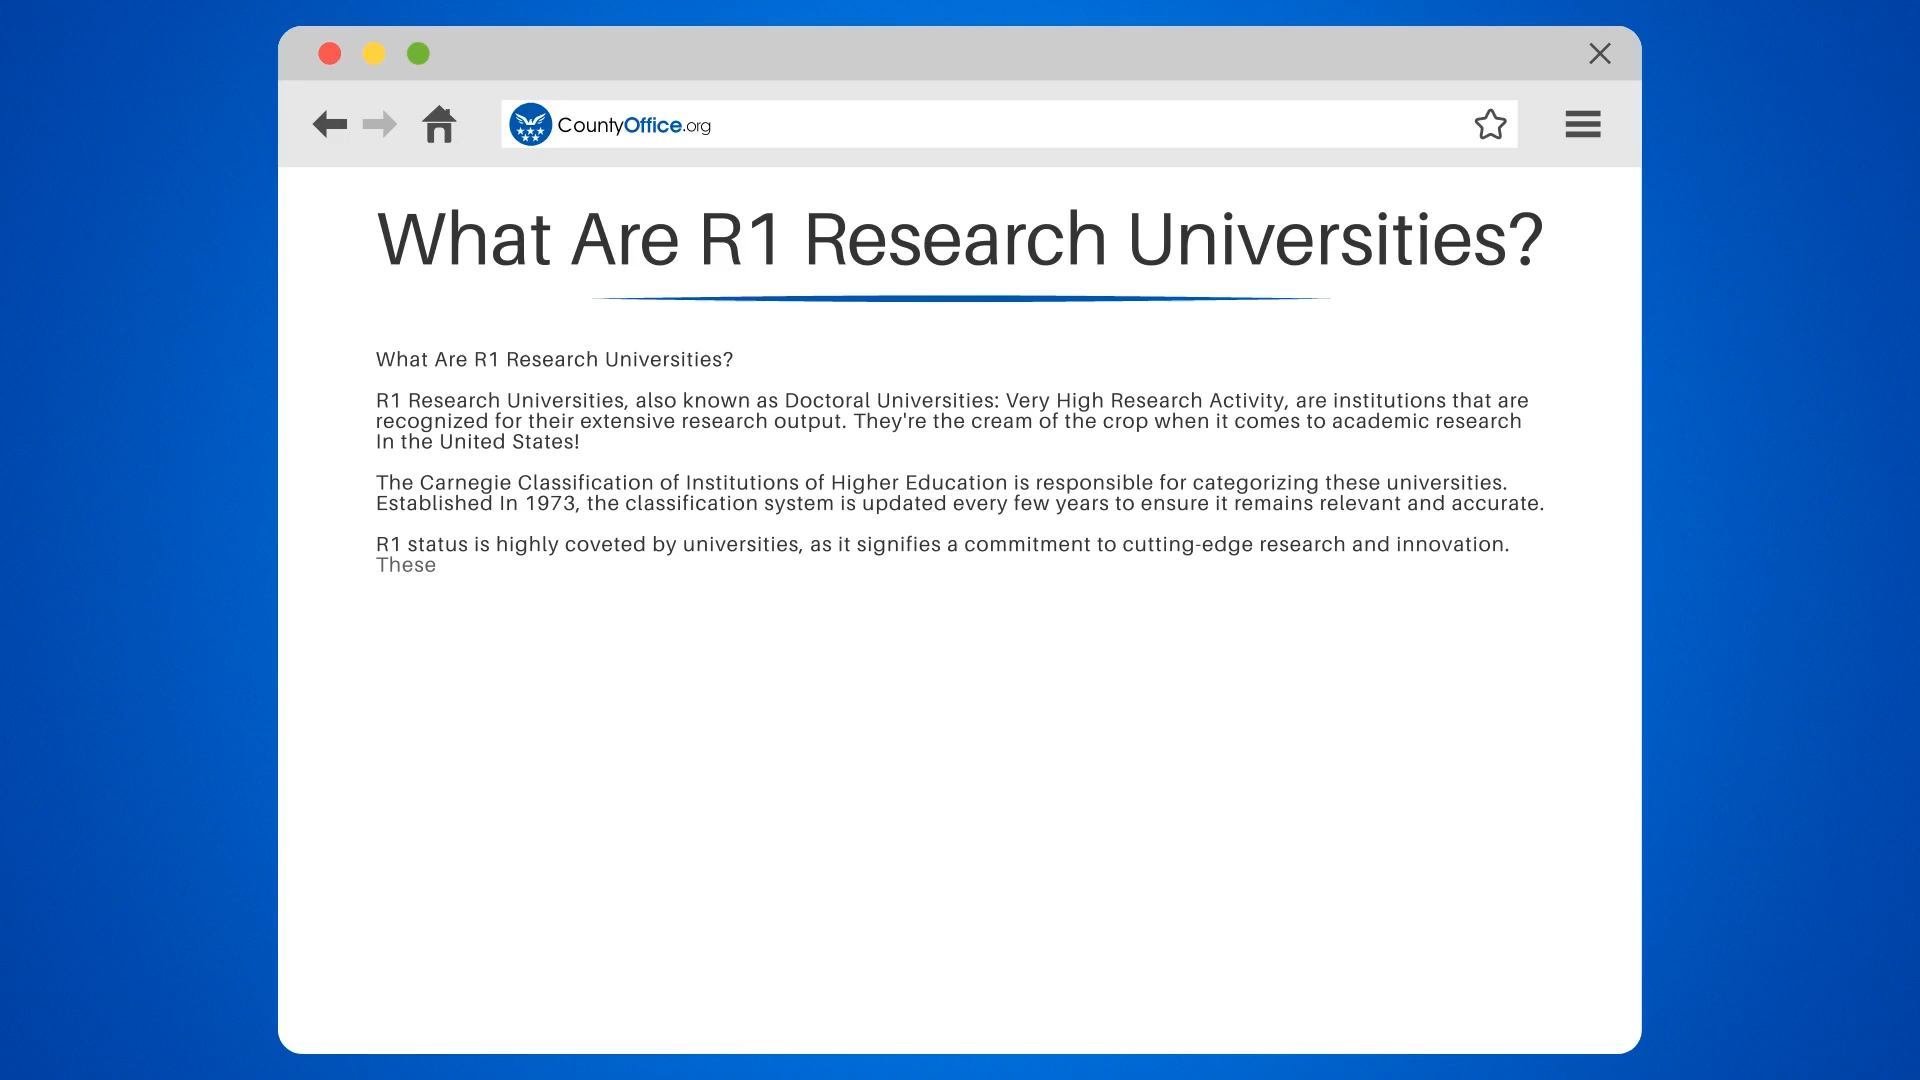 CountyOffice.org
What Are R1 Research Universities?
What Are R1 Research Universities?
R1 Research Universities, also known as Doctoral Universities: Very High Research Activity, are institutions that are
recognized for their extensive research output. They're the cream of the crop when it comes to academic research
In the United States!
The Carnegie Classification of Institutions of Higher Education is responsible for categorizing these universities.
Established In 1973, the classification system is updated every few years to ensure it remains relevant and accurate.
R1 status is highly coveted by universities, as it signifies a commitment to cutting-edge research and innovation.
These